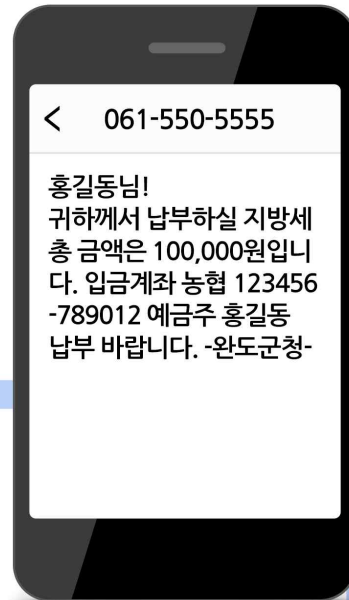 061-550-5555
홍길동님!
귀하께서 납부하실 지방세
총 금액은 100,000원입니
다. 입금계좌 농협 123456
-789012 예금주 홍길동
납부 바랍니다. -완도군청-